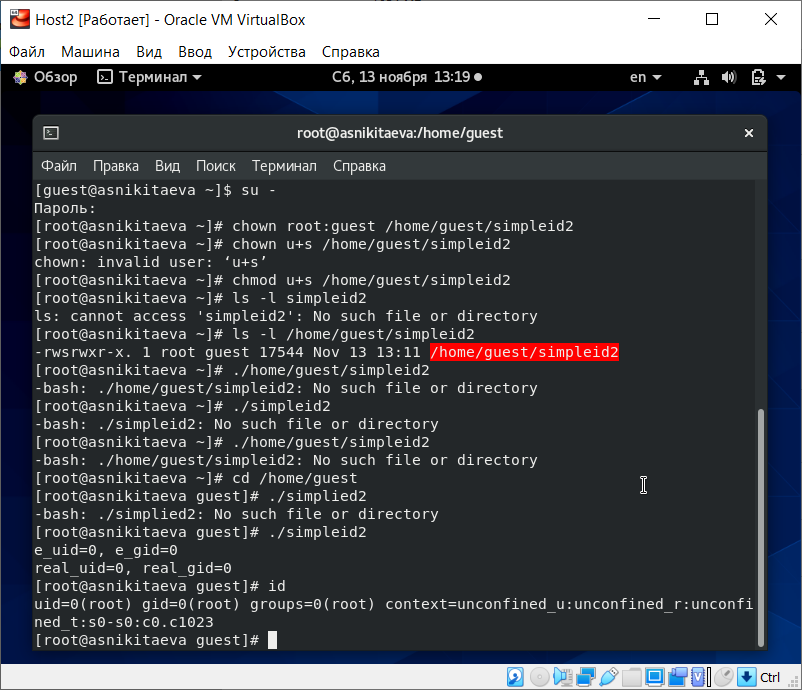 Host2 [Работает] - Oracle VM VirtualBox
Файл Машина Вид Ввод Устройства Справка
Обзор Терминал Сб, 13 ноября 13:19 en
root@asnikitaeva:/home/guest
Файл Правка Вид Поиск Терминал Справка
[guest@asnikitaeva ~]$ su -
Пароль:
[root@asnikitaeva ~]# chown root:guest /home/guest/simpleid2
[root@asnikitaeva ~]# chown u+s /home/guest/simpleid2
chown: invalid user: ‘u+s’
[root@asnikitaeva ~]# chmod u+s /home/guest/simpleid2
[root@asnikitaeva ~]# ls -l simpleid2
ls: cannot access 'simpleid2': No such file or directory
[root@asnikitaeva ~]# ls -l /home/guest/simpleid2
-rwsrwxr-x. 1 root guest 17544 Nov 13 13:11 /home/guest/simpleid2
[root@asnikitaeva ~]# ./home/guest/simpleid2
-bash: ./home/guest/simpleid2: No such file or directory
[root@asnikitaeva ~]# ./simpleid2
-bash: ./simpleid2: No such file or directory
[root@asnikitaeva ~]# ./home/guest/simpleid2
-bash: ./home/guest/simpleid2: No such file or directory
[root@asnikitaeva ~]# cd /home/guest
[root@asnikitaeva guest]# ./simplied2
-bash: ./simplied2: No such file or directory
[root@asnikitaeva guest]# ./simpleid2
e_uid=0, e_gid=0
real_uid=0, real_gid=0
[root@asnikitaeva guest]# id
uid=0(root) gid=0(root) groups=0(root) context=unconfined_u:unconfined_r:unconfi
ned_t:s0-s0:c0.c1023
[root@asnikitaeva guest]#
Ctrl